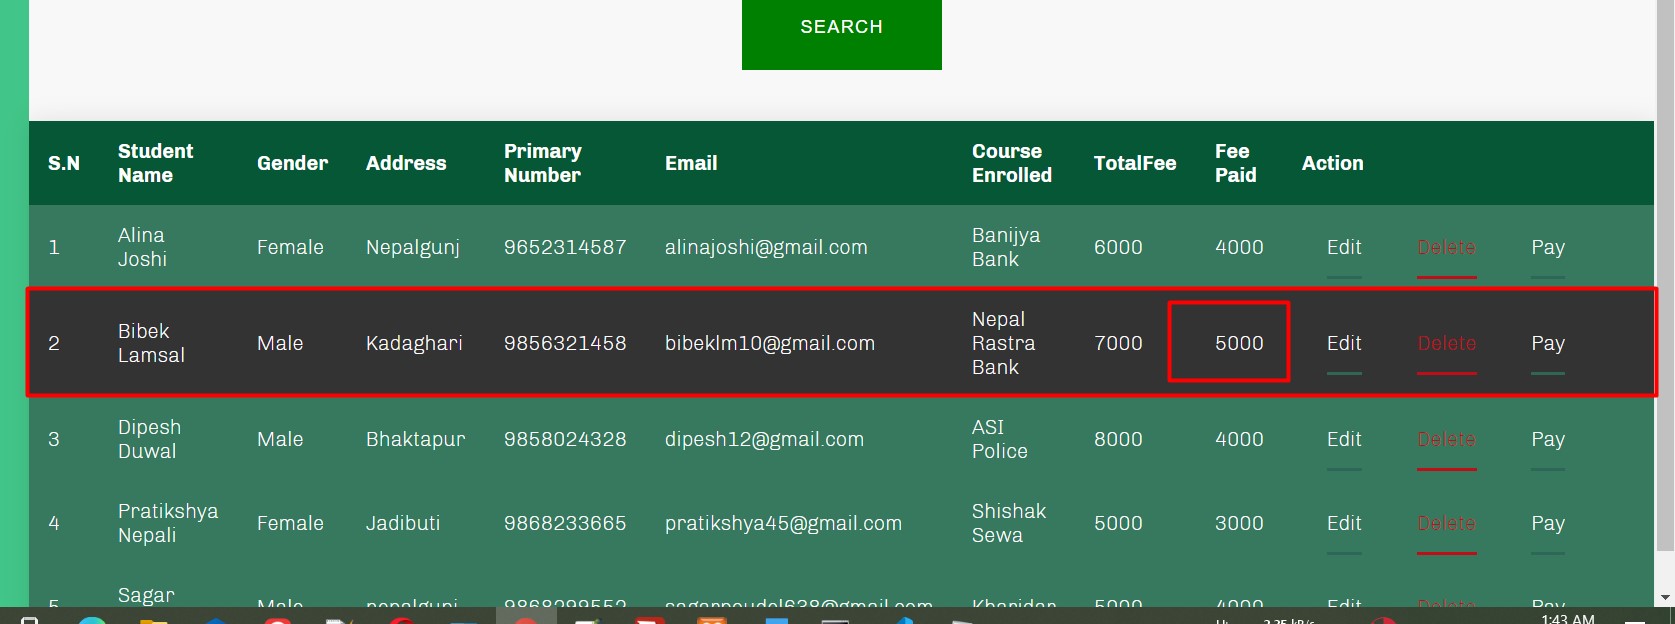 SEARCH
S.N Student Name Gender Address Primary Number Email Course Enrolled TotalFee Fee Paid Action
1 Alina Joshi Female Nepalgunj 9652314587 alinajoshi@gmail.com Banijya Bank 6000 4000 Edit Delete Pay
2 Bibek Lamsal Male Kadaghari 9856321458 bibeklm10@gmail.com Nepal Rastra Bank 7000 5000 Edit Delete Pay
3 Dipesh Duwal Male Bhaktapur 9858024328 dipesh12@gmail.com ASI Police 8000 4000 Edit Delete Pay
4 Pratikshya Nepali Female Jadibuti 9868233665 pratikshya45@gmail.com Shishak Sewa 5000 3000 Edit Delete Pay
5 Sagar Male nepalgunj 9868299552 sagarpoudel638@gmail.com Kharidar 5000 4000 Edit Delete Pay
1:43 AM